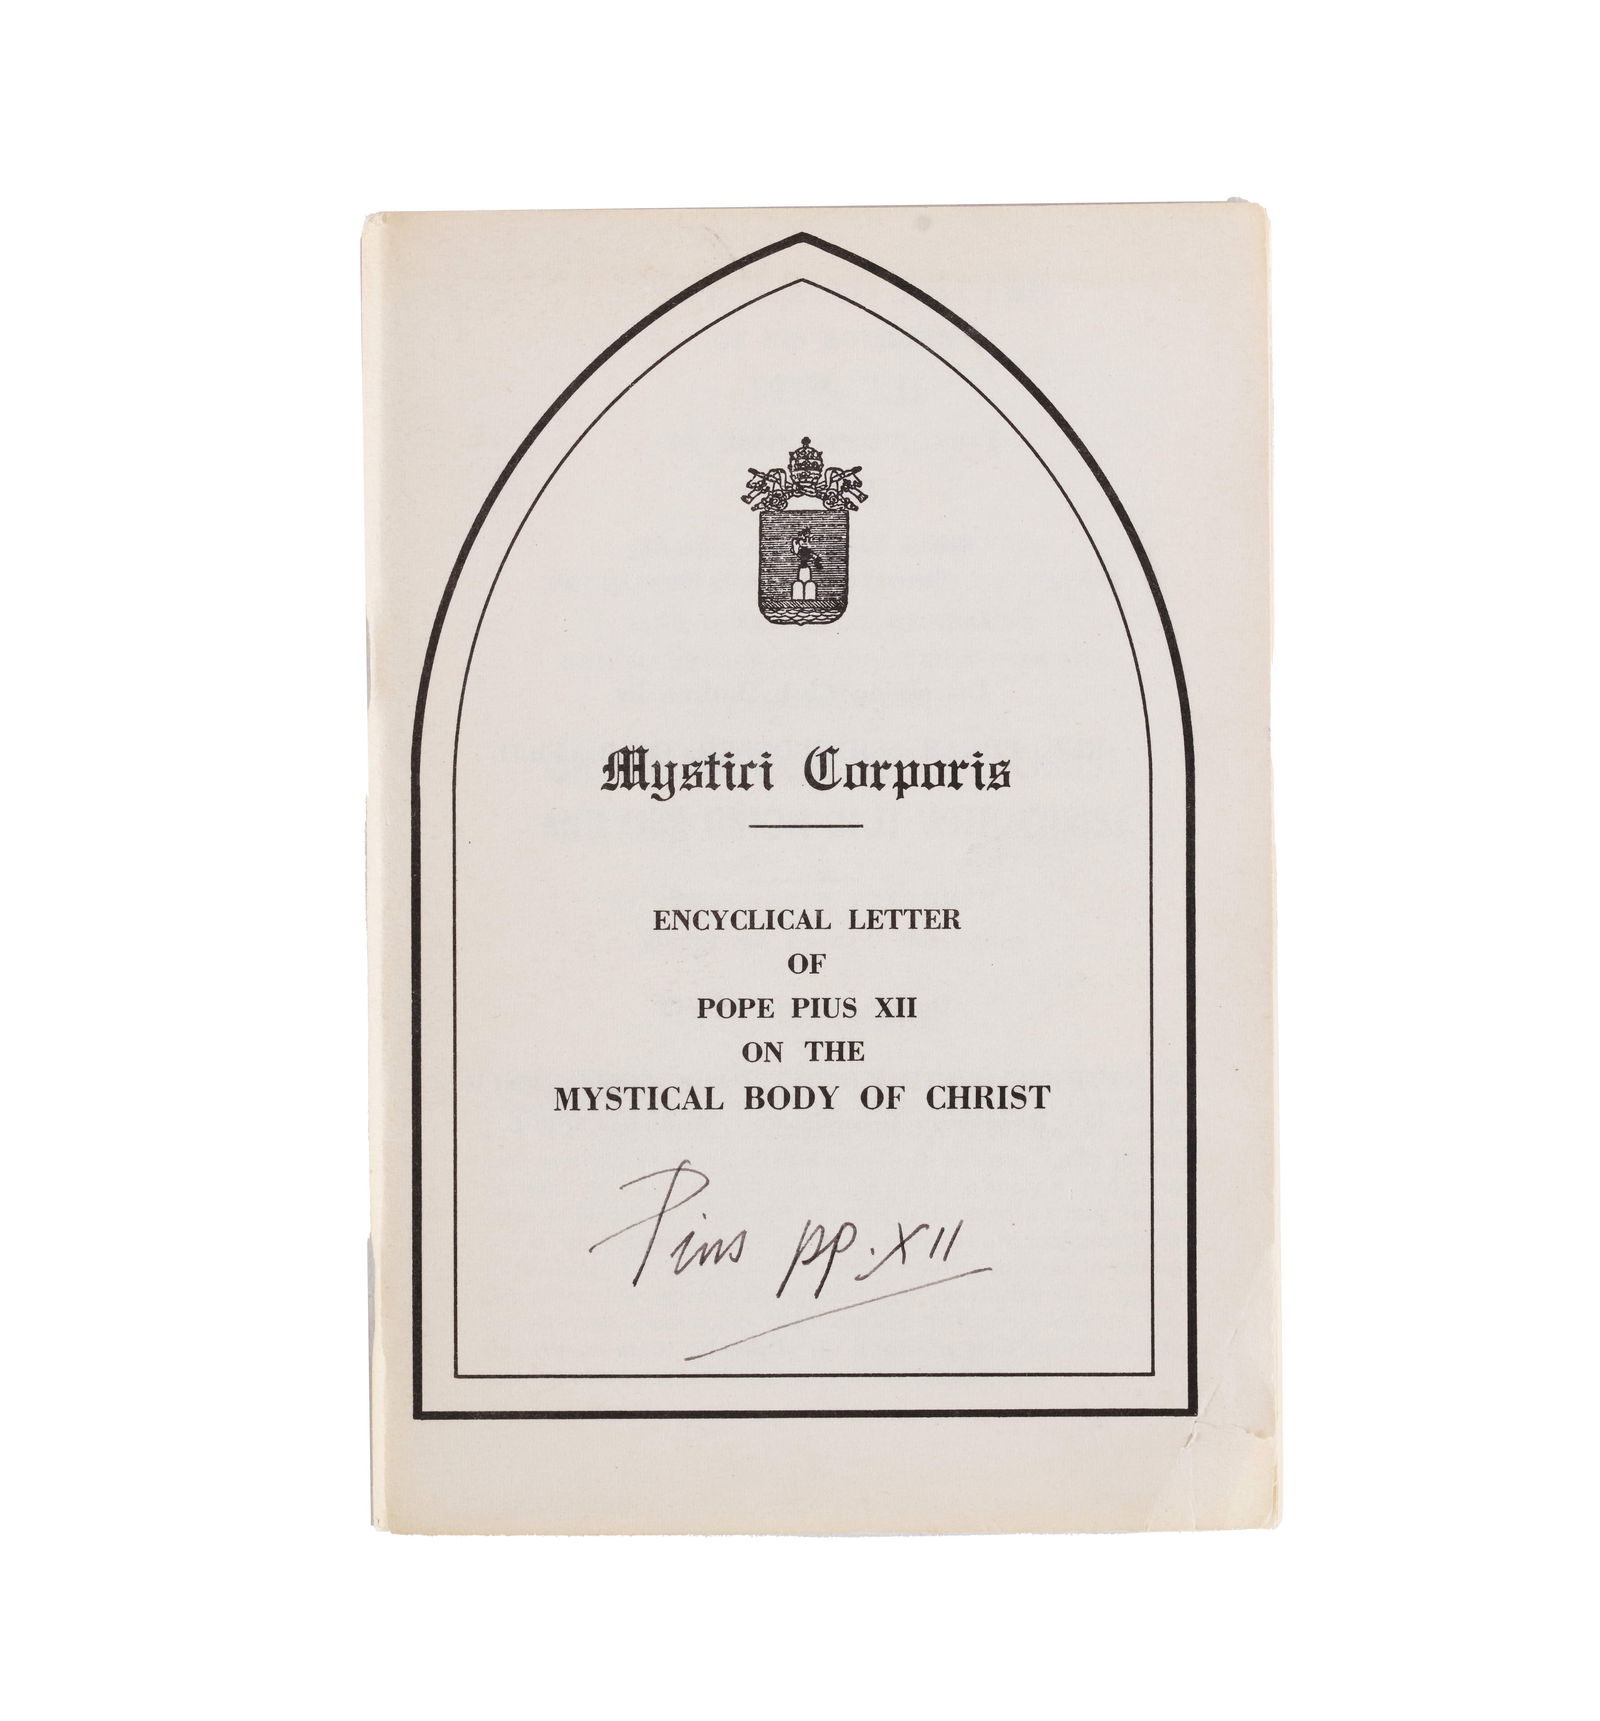 Mystici Corporis
ENCYCLICAL LETTER
OF
POPE PIUS XII
ON THE
MYSTICAL BODY OF CHRIST
Pius pp. XII